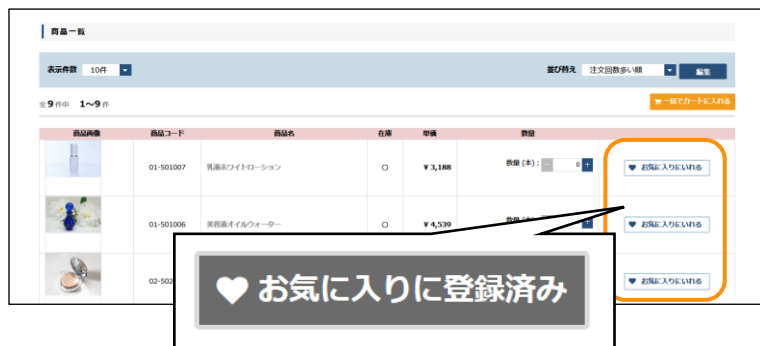 商品一覧
表示件数 10件 並び替え 注文回数多い順 編集
全9件中 1〜9件 一括でカートに入れる
商品画像 商品コード 商品名 在庫 単価 数量
01-501007 乳液ホワイトローション ○ ¥3,188 数量(本): − 0 + お気に入りにいれる
01-501006 美容液オイルウォーター ○ ¥4,539 + お気に入りにいれる
お気に入りにいれる
お気に入りに登録済み